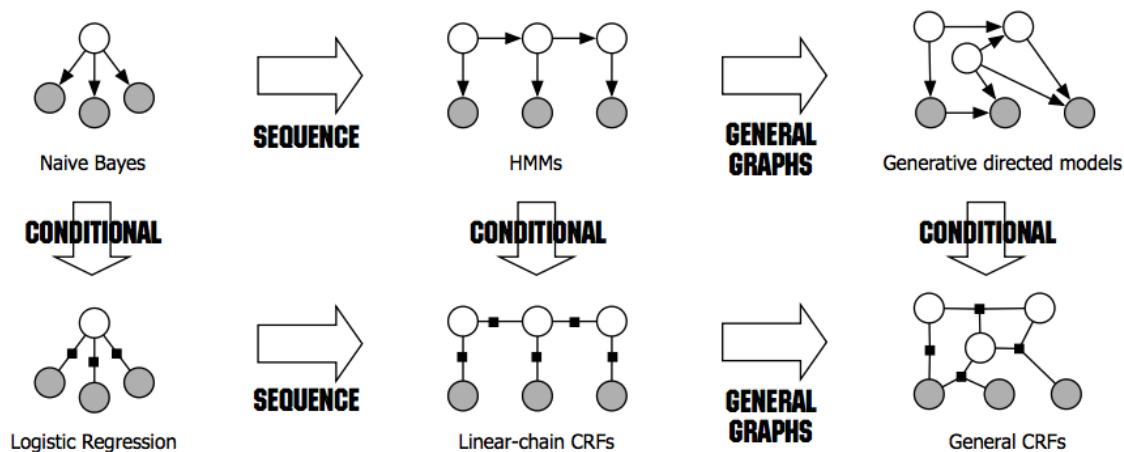 SEQUENCE
GENERAL
GRAPHS
Naive Bayes
HMMs
Generative directed models
CONDITIONAL
CONDITIONAL
CONDITIONAL
SEQUENCE
GENERAL
GRAPHS
Logistic Regression
Linear-chain CRFs
General CRFs